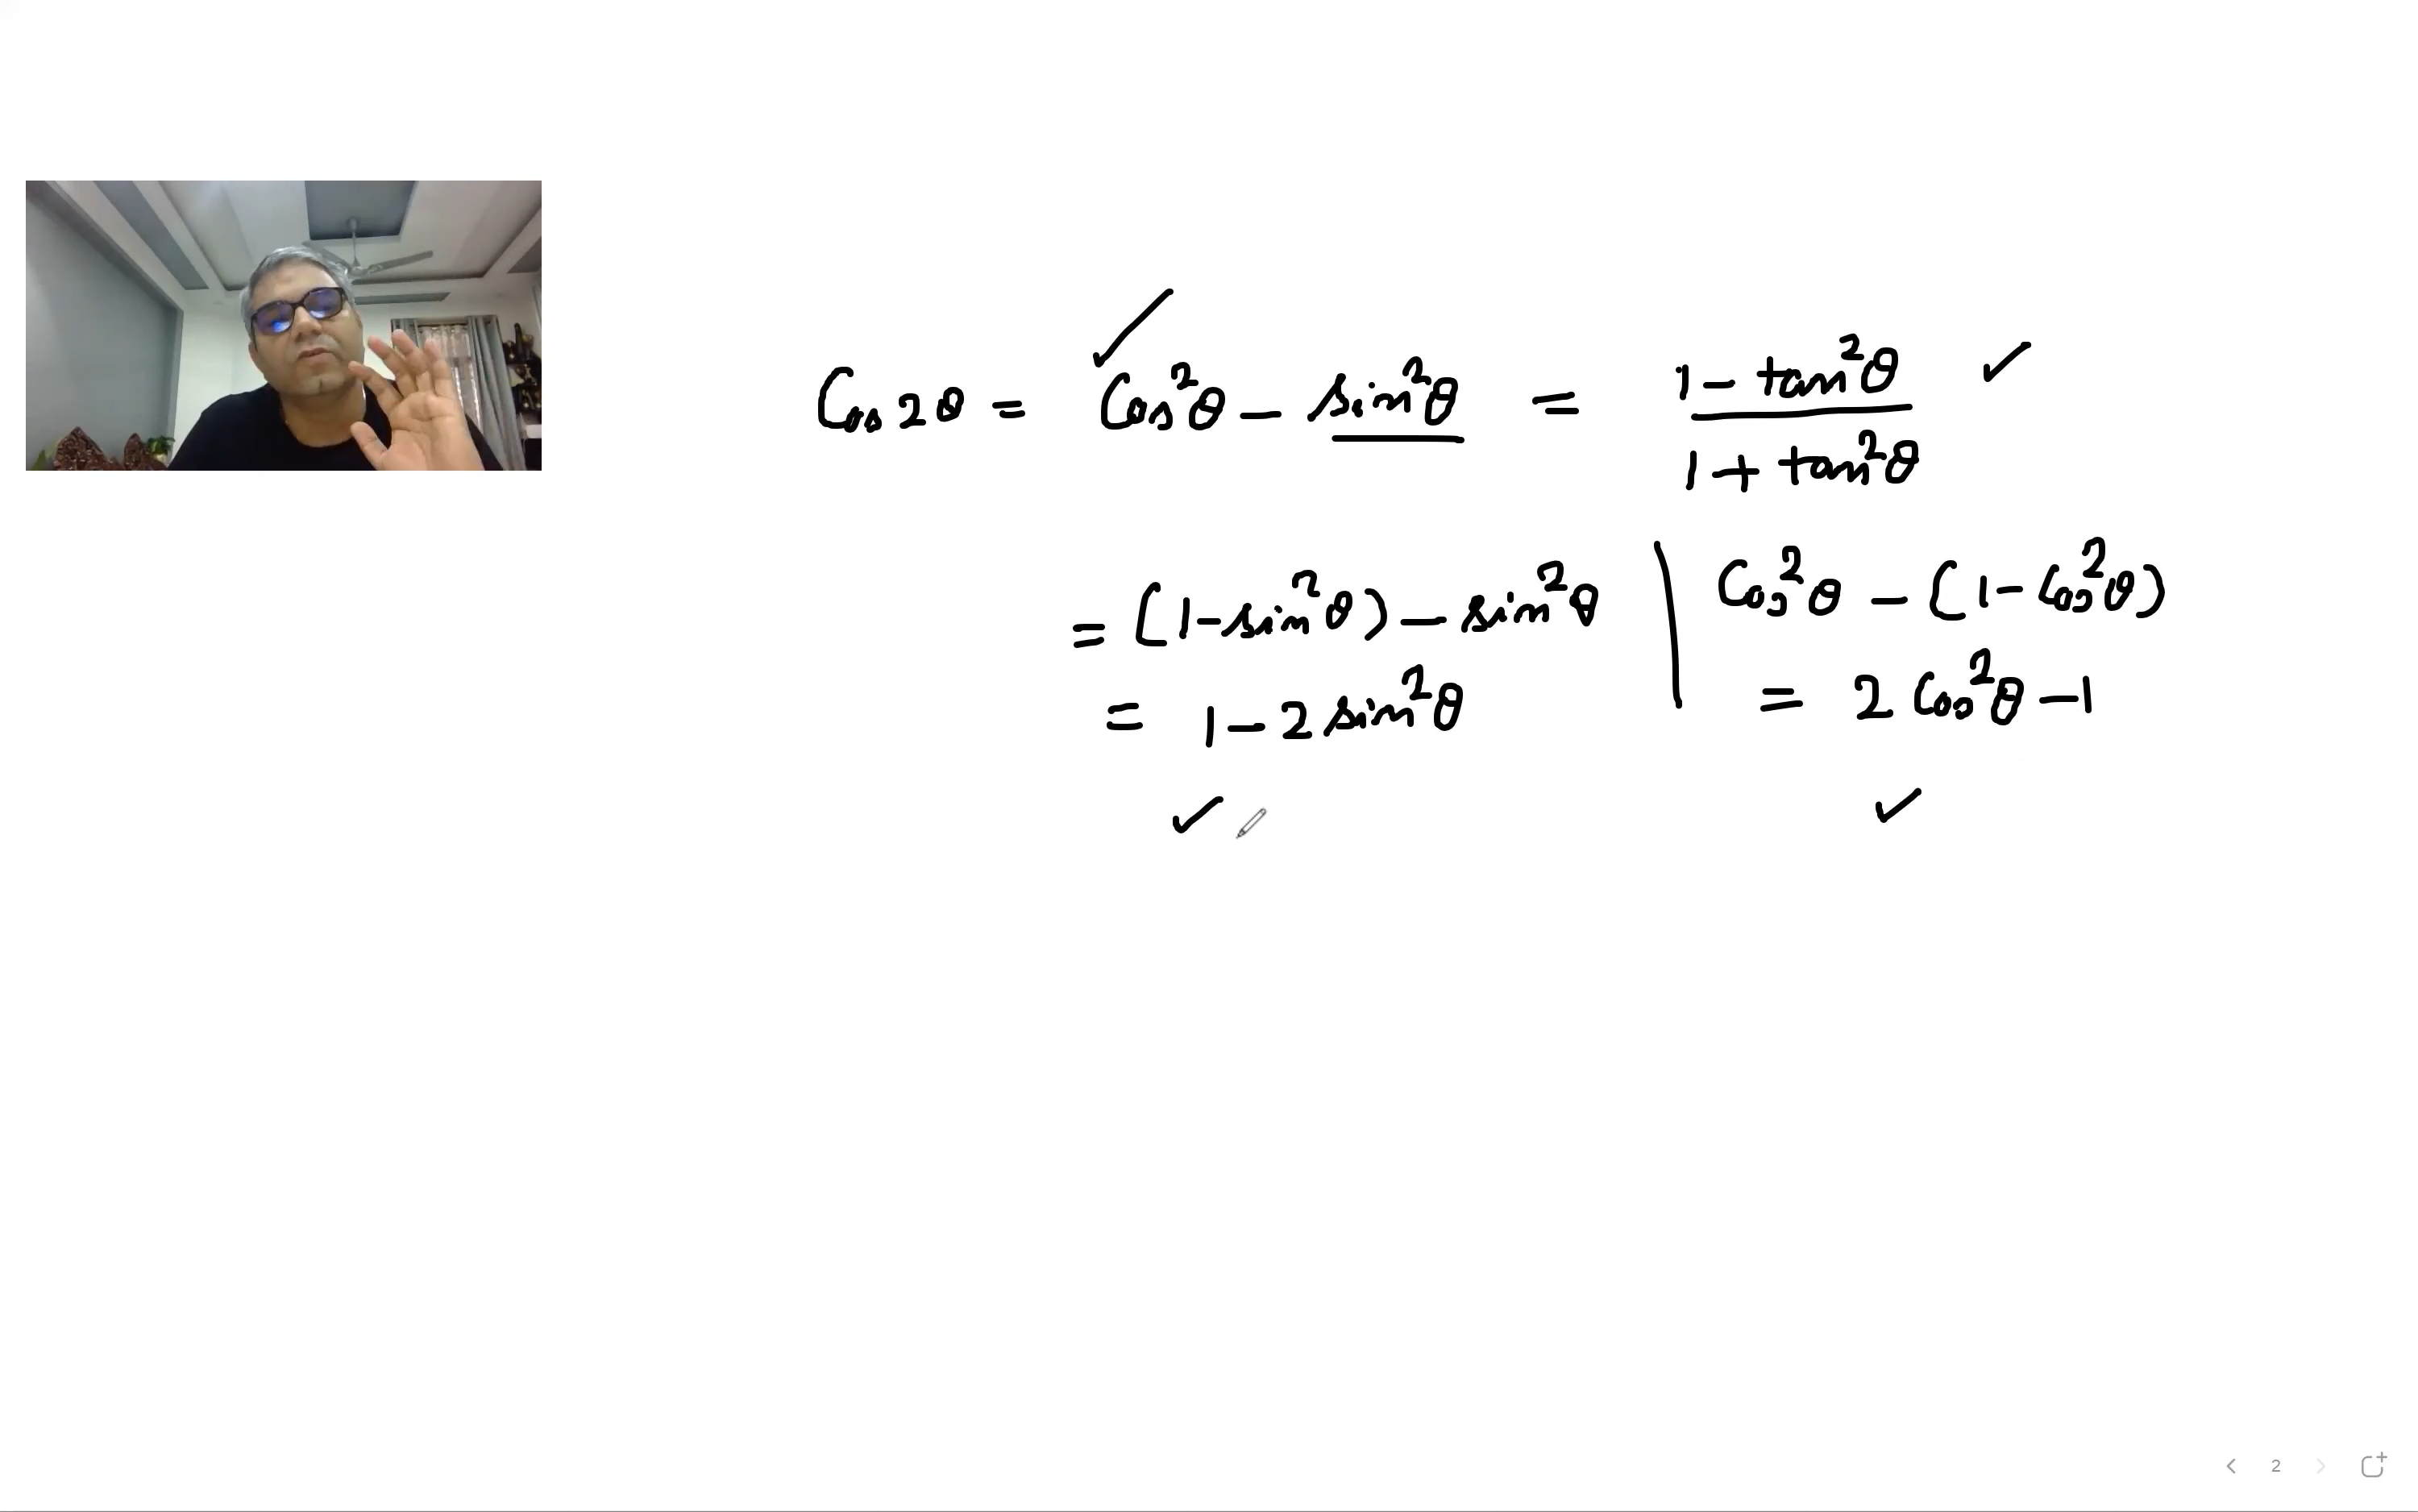 Cos 2θ = Cos²θ – sin²θ = (1 – tan²θ)/(1 + tan²θ)
= (1 – sin²θ) – sin²θ | Cos²θ – (1 – Cos²θ)
= 1 – 2 sin²θ
= 2 Cos²θ – 1
2